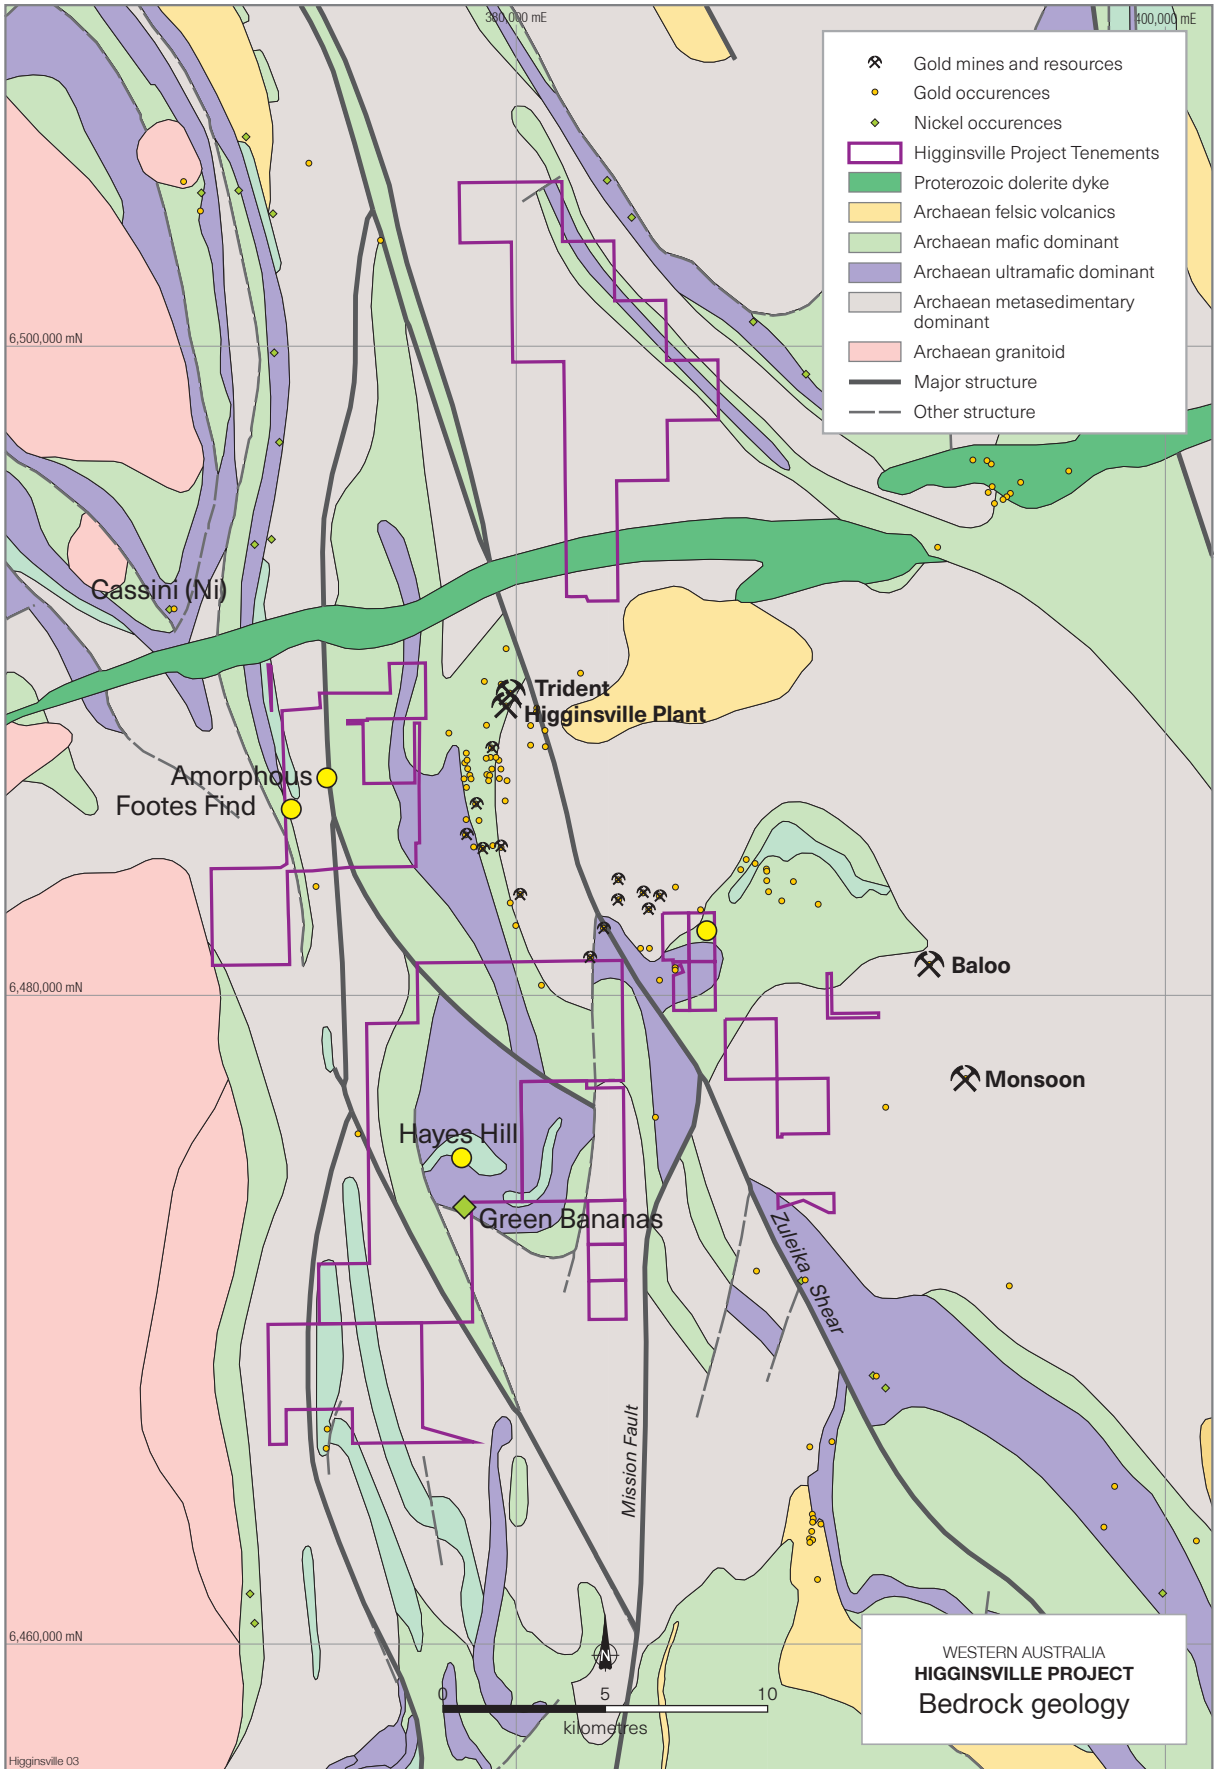 380,000 mE
400,000 mE
Gold mines and resources
Gold occurences
Nickel occurences
Higginsville Project Tenements
Proterozoic dolerite dyke
Archaean felsic volcanics
Archaean mafic dominant
Archaean ultramafic dominant
Archaean metasedimentary
dominant
Archaean granitoid
Major structure
Other structure
6,500,000 mN
Cassini (Ni)
Trident
Higginsville Plant
Amorphous
Footes Find
Baloo
6,480,000 mN
Monsoon
Hayes Hill
Green Bananas
Zuleika Shear
Mission Fault
6,460,000 mN
N
0 5 10
kilometres
WESTERN AUSTRALIA
HIGGINSVILLE PROJECT
Bedrock geology
Higginsville 03